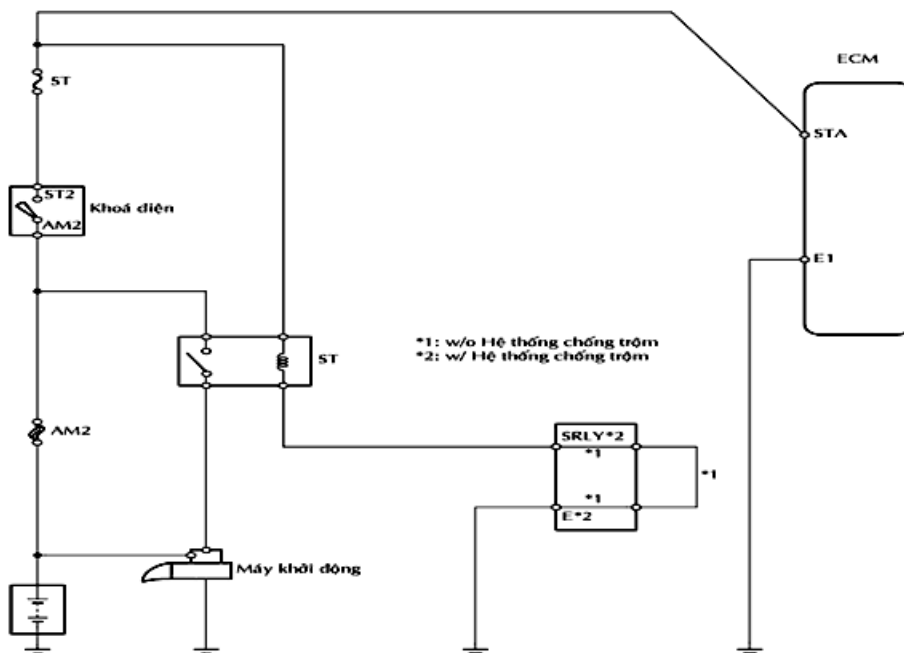 ECM
ST
STA
ST2
Khoá điện
AM2
E1
*1: w/o Hệ thống chống trộm
*2: w/ Hệ thống chống trộm
ST
AM2
SRLY*2
*1
*1
*1
E*2
Máy khởi động